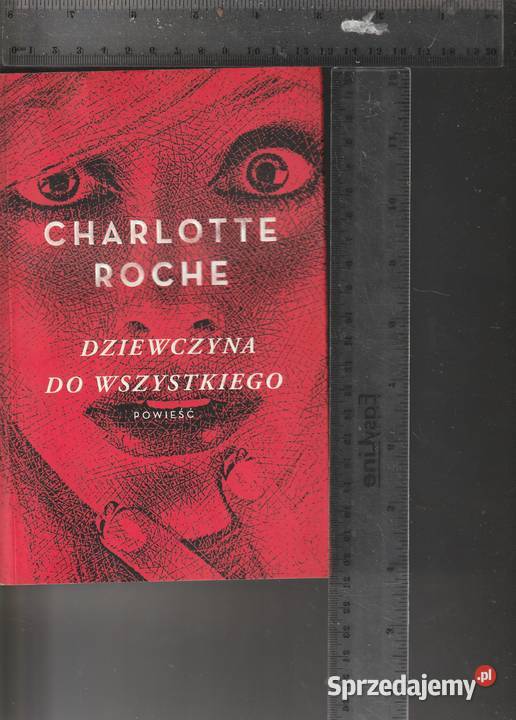 CHARLOTTE
ROCHE
DZIEWCZYNA
DO WSZYSTKIEGO
POWIEŚĆ
EasyLine
Sprzedajemy.pl